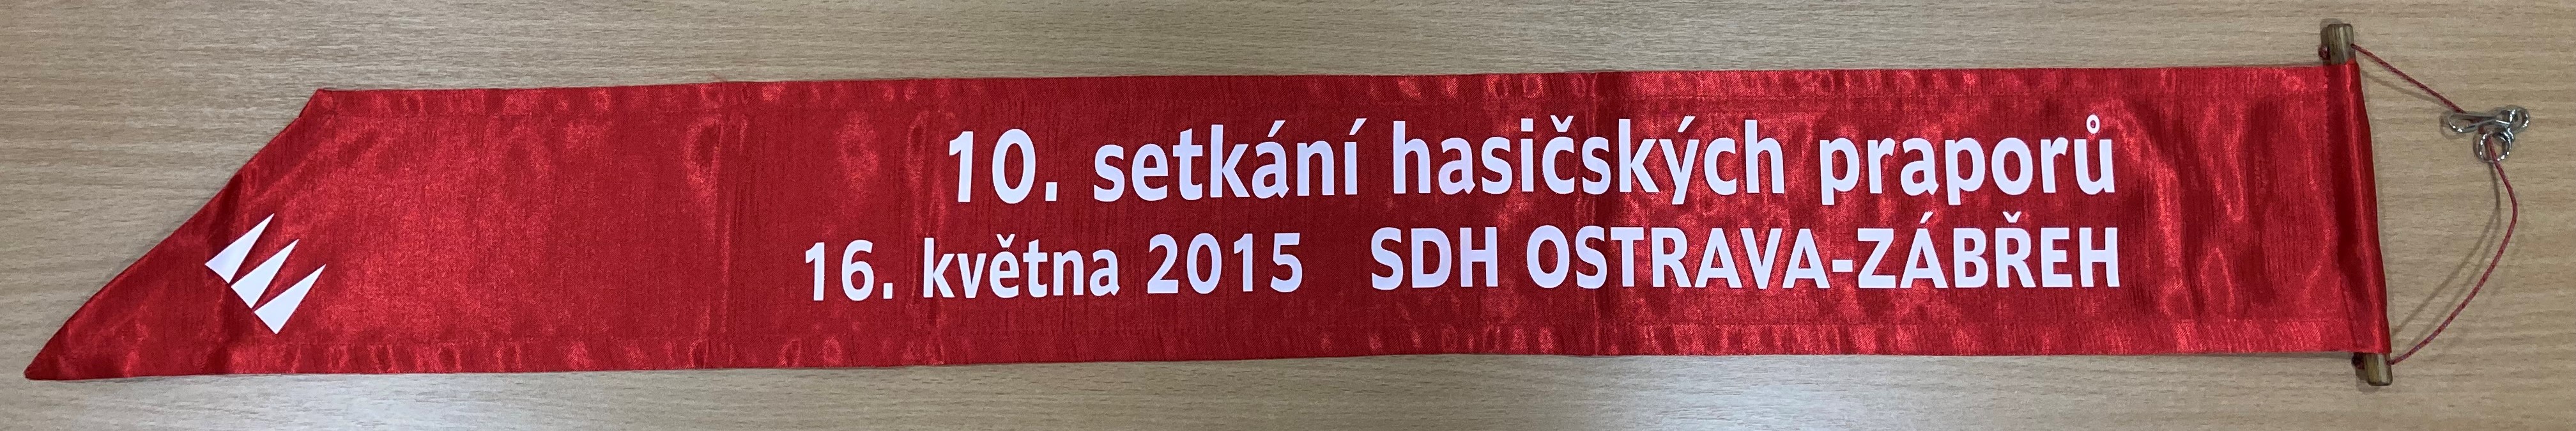 10. setkání hasičských praporů
16. května 2015 SDH OSTRAVA-ZÁBŘEH